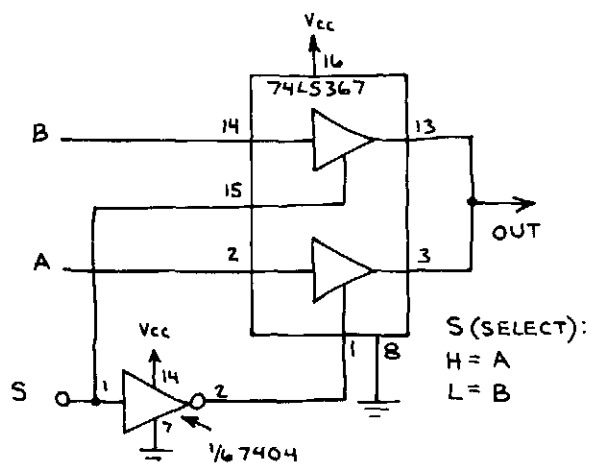 Vcc
16
74LS367
B
14
13
15
OUT
A
2
3
S (SELECT):
H = A
L = B
1
8
Vcc
14
S
1
2
7
1/6 7404